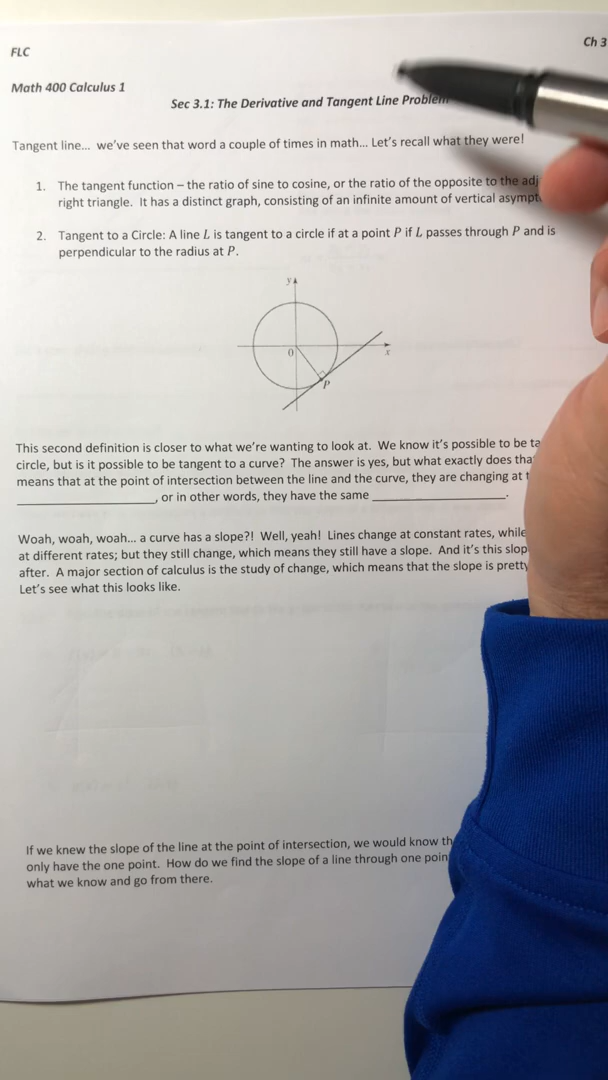 FLC
Ch 3
Math 400 Calculus 1
Sec 3.1: The Derivative and Tangent Line Problem
Tangent line... we've seen that word a couple of times in math... Let's recall what they were!
1. The tangent function – the ratio of sine to cosine, or the ratio of the opposite to the
right triangle. It has a distinct graph, consisting of an infinite amount of vertical
2. Tangent to a Circle: A line L is tangent to a circle if at a point P if L passes through P and is
perpendicular to the radius at P.
y
0
x
P
This second definition is closer to what we're wanting to look at. We know it's possible to be
circle, but is it possible to be tangent to a curve? The answer is yes, but what exactly does
means that at the point of intersection between the line and the curve, they are changing at
____________________, or in other words, they have the same ____________________.
Woah, woah, woah... a curve has a slope?! Well, yeah! Lines change at constant rates, while
at different rates; but they still change, which means they still have a slope. And it's this
after. A major section of calculus is the study of change, which means that the slope is pretty
Let's see what this looks like.
If we knew the slope of the line at the point of intersection, we would know
only have the one point. How do we find the slope of a line through one
what we know and go from there.